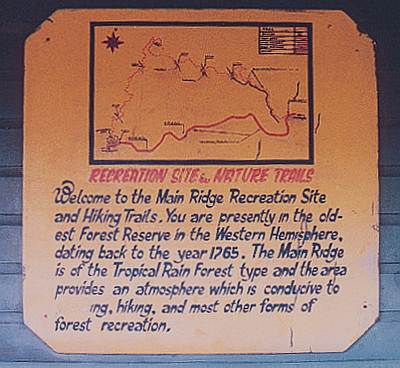 RECREATION SITE & NATURE TRAILS
Welcome to the Main Ridge Recreation Site
and Hiking Trails. You are presently in the old-
est Forest Reserve in the Western Hemisphere,
dating back to the year 1765. The Main Ridge
is of the Tropical Rain Forest type and the area
provides an atmosphere which is conducive to
ing, hiking, and most other forms of
forest recreation.